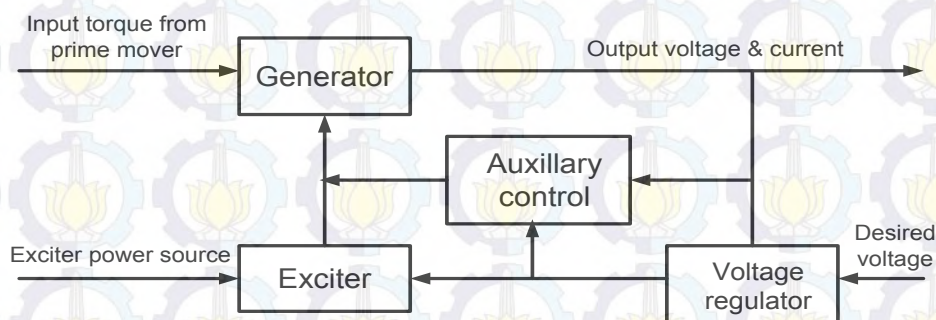 Input torque from
prime mover
Generator
Output voltage & current
Auxillary
control
Exciter power source
Exciter
Voltage
regulator
Desired
voltage